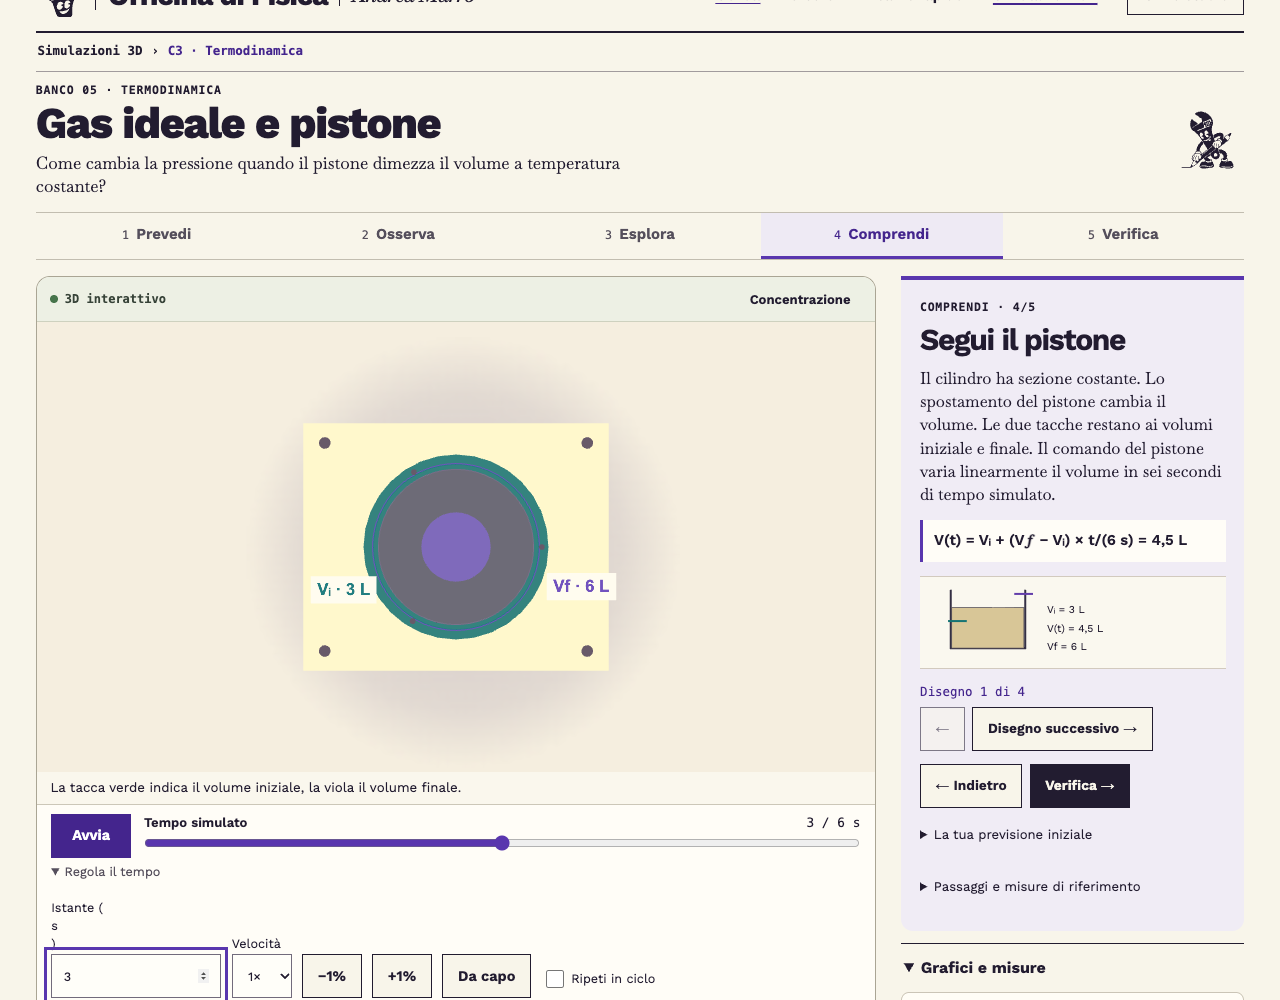 Simulazioni 3D › C3 · Termodinamica
BANCO 05 · TERMODINAMICA
Gas ideale e pistone
Come cambia la pressione quando il pistone dimezza il volume a temperatura
costante?
1 Prevedi
2 Osserva
3 Esplora
4 Comprendi
5 Verifica
3D interattivo
Concentrazione
Vᵢ · 3 L
Vf · 6 L
La tacca verde indica il volume iniziale, la viola il volume finale.
Avvia
Tempo simulato
3 / 6 s
▼ Regola il tempo
Istante (
s
)
Velocità
3
1×
−1%
+1%
Da capo
Ripeti in ciclo
COMPRENDI · 4/5
Segui il pistone
Il cilindro ha sezione costante. Lo
spostamento del pistone cambia il
volume. Le due tacche restano ai volumi
iniziale e finale. Il comando del pistone
varia linearmente il volume in sei secondi
di tempo simulato.
V(t) = Vᵢ + (V𝑓 − Vᵢ) × t/(6 s) = 4,5 L
Vᵢ = 3 L
V(t) = 4,5 L
Vf = 6 L
Disegno 1 di 4
←
Disegno successivo →
← Indietro
Verifica →
▶ La tua previsione iniziale
▶ Passaggi e misure di riferimento
▼ Grafici e misure